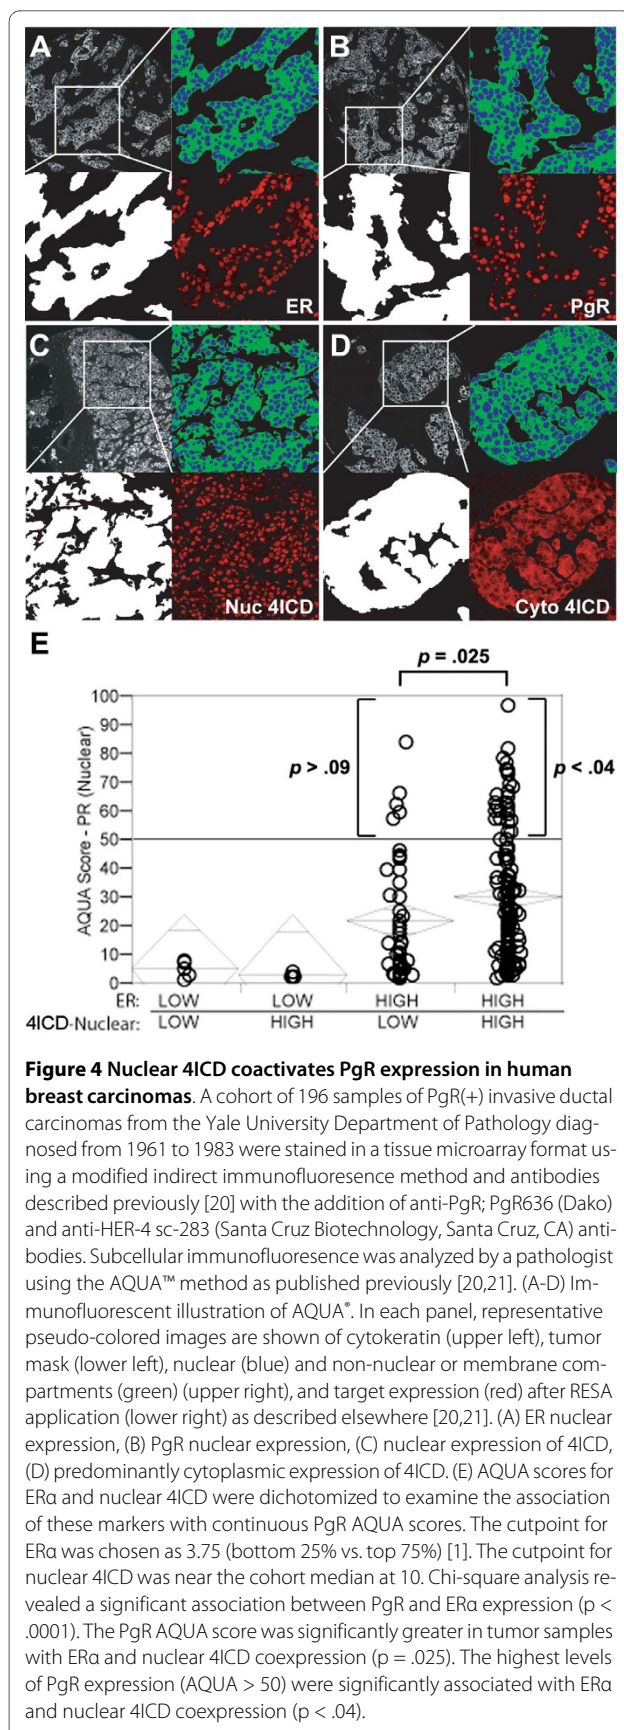 A
B
ER
PgR
C
D
Nuc 4ICD
Cyto 4ICD
E
p = .025
p > .09
p < .04
AQUA Score - PR (Nuclear)
100
90
80
70
60
50
40
30
20
10
0
ER: LOW LOW HIGH HIGH
4ICD-Nuclear: LOW HIGH LOW HIGH
Figure 4 Nuclear 4ICD coactivates PgR expression in human
breast carcinomas. A cohort of 196 samples of PgR(+) invasive ductal
carcinomas from the Yale University Department of Pathology diag-
nosed from 1961 to 1983 were stained in a tissue microarray format us-
ing a modified indirect immunofluoresence method and antibodies
described previously [20] with the addition of anti-PgR; PgR636 (Dako)
and anti-HER-4 sc-283 (Santa Cruz Biotechnology, Santa Cruz, CA) anti-
bodies. Subcellular immunofluoresence was analyzed by a pathologist
using the AQUA™ method as published previously [20,21]. (A-D) Im-
munofluorescent illustration of AQUA®. In each panel, representative
pseudo-colored images are shown of cytokeratin (upper left), tumor
mask (lower left), nuclear (blue) and non-nuclear or membrane com-
partments (green) (upper right), and target expression (red) after RESA
application (lower right) as described elsewhere [20,21]. (A) ER nuclear
expression, (B) PgR nuclear expression, (C) nuclear expression of 4ICD,
(D) predominantly cytoplasmic expression of 4ICD. (E) AQUA scores for
ERα and nuclear 4ICD were dichotomized to examine the association
of these markers with continuous PgR AQUA scores. The cutpoint for
ERα was chosen as 3.75 (bottom 25% vs. top 75%) [1]. The cutpoint for
nuclear 4ICD was near the cohort median at 10. Chi-square analysis re-
vealed a significant association between PgR and ERα expression (p <
.0001). The PgR AQUA score was significantly greater in tumor samples
with ERα and nuclear 4ICD coexpression (p = .025). The highest levels
of PgR expression (AQUA > 50) were significantly associated with ERα
and nuclear 4ICD coexpression (p < .04).